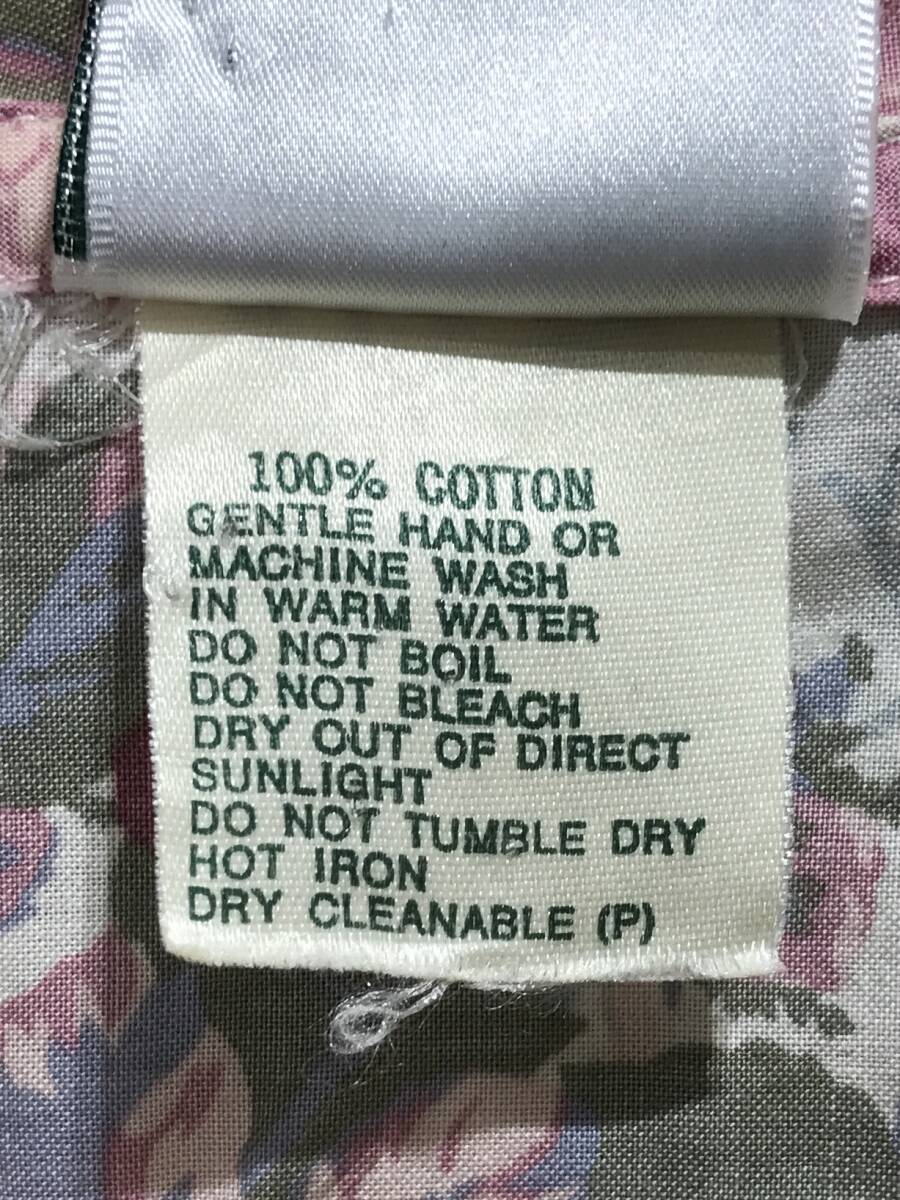 100% COTTON
GENTLE HAND OR
MACHINE WASH
IN WARM WATER
DO NOT BOIL
DO NOT BLEACH
DRY OUT OF DIRECT
SUNLIGHT
DO NOT TUMBLE DRY
HOT IRON
DRY CLEANABLE (P)